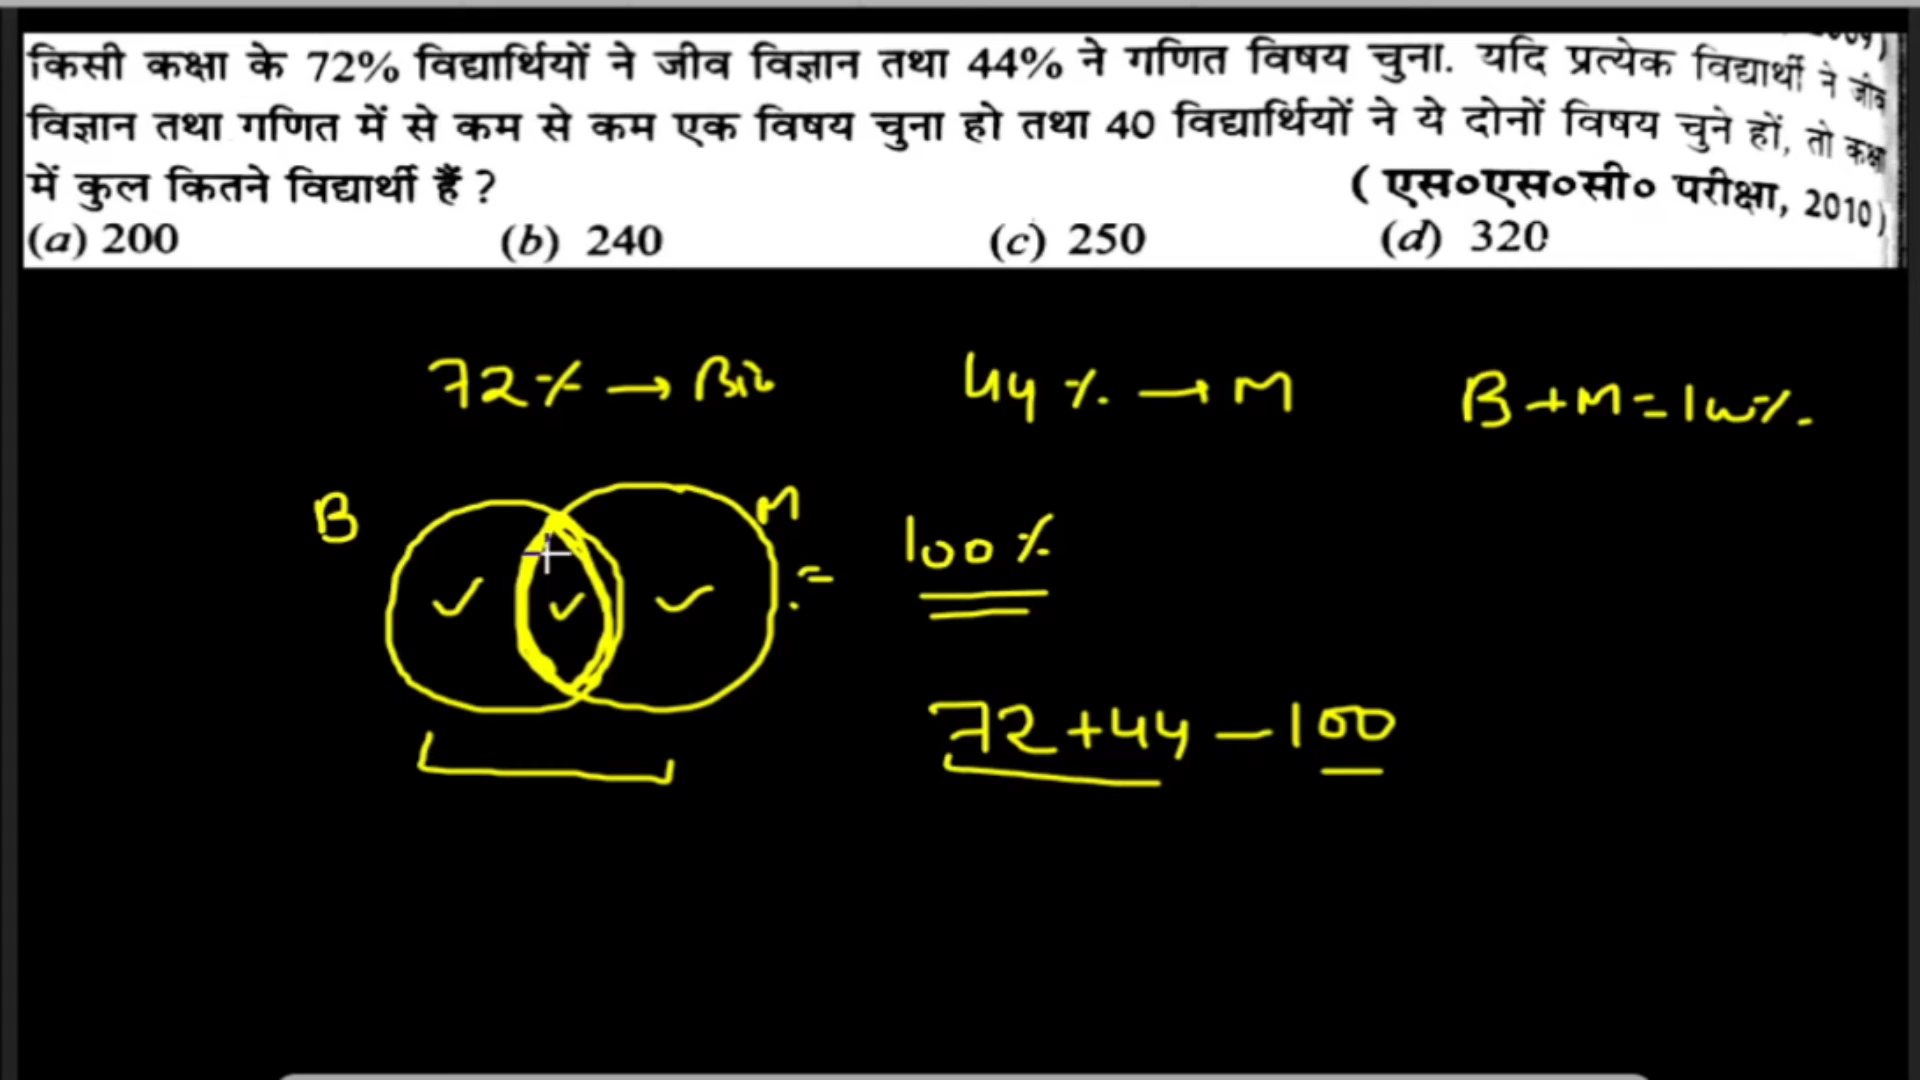 किसी कक्षा के 72% विद्यार्थियों ने जीव विज्ञान तथा 44% ने गणित विषय चुना. यदि प्रत्येक विद्यार्थी ने जीव
विज्ञान तथा गणित में से कम से कम एक विषय चुना हो तथा 40 विद्यार्थियों ने ये दोनों विषय चुने हों, तो कक्षा
में कुल कितने विद्यार्थी हैं ?
( एस०एस०सी० परीक्षा, 2010)
(a) 200 (b) 240 (c) 250 (d) 320
72% → Bio 44% → M B+M=100%
B M = 100%
72+44-100